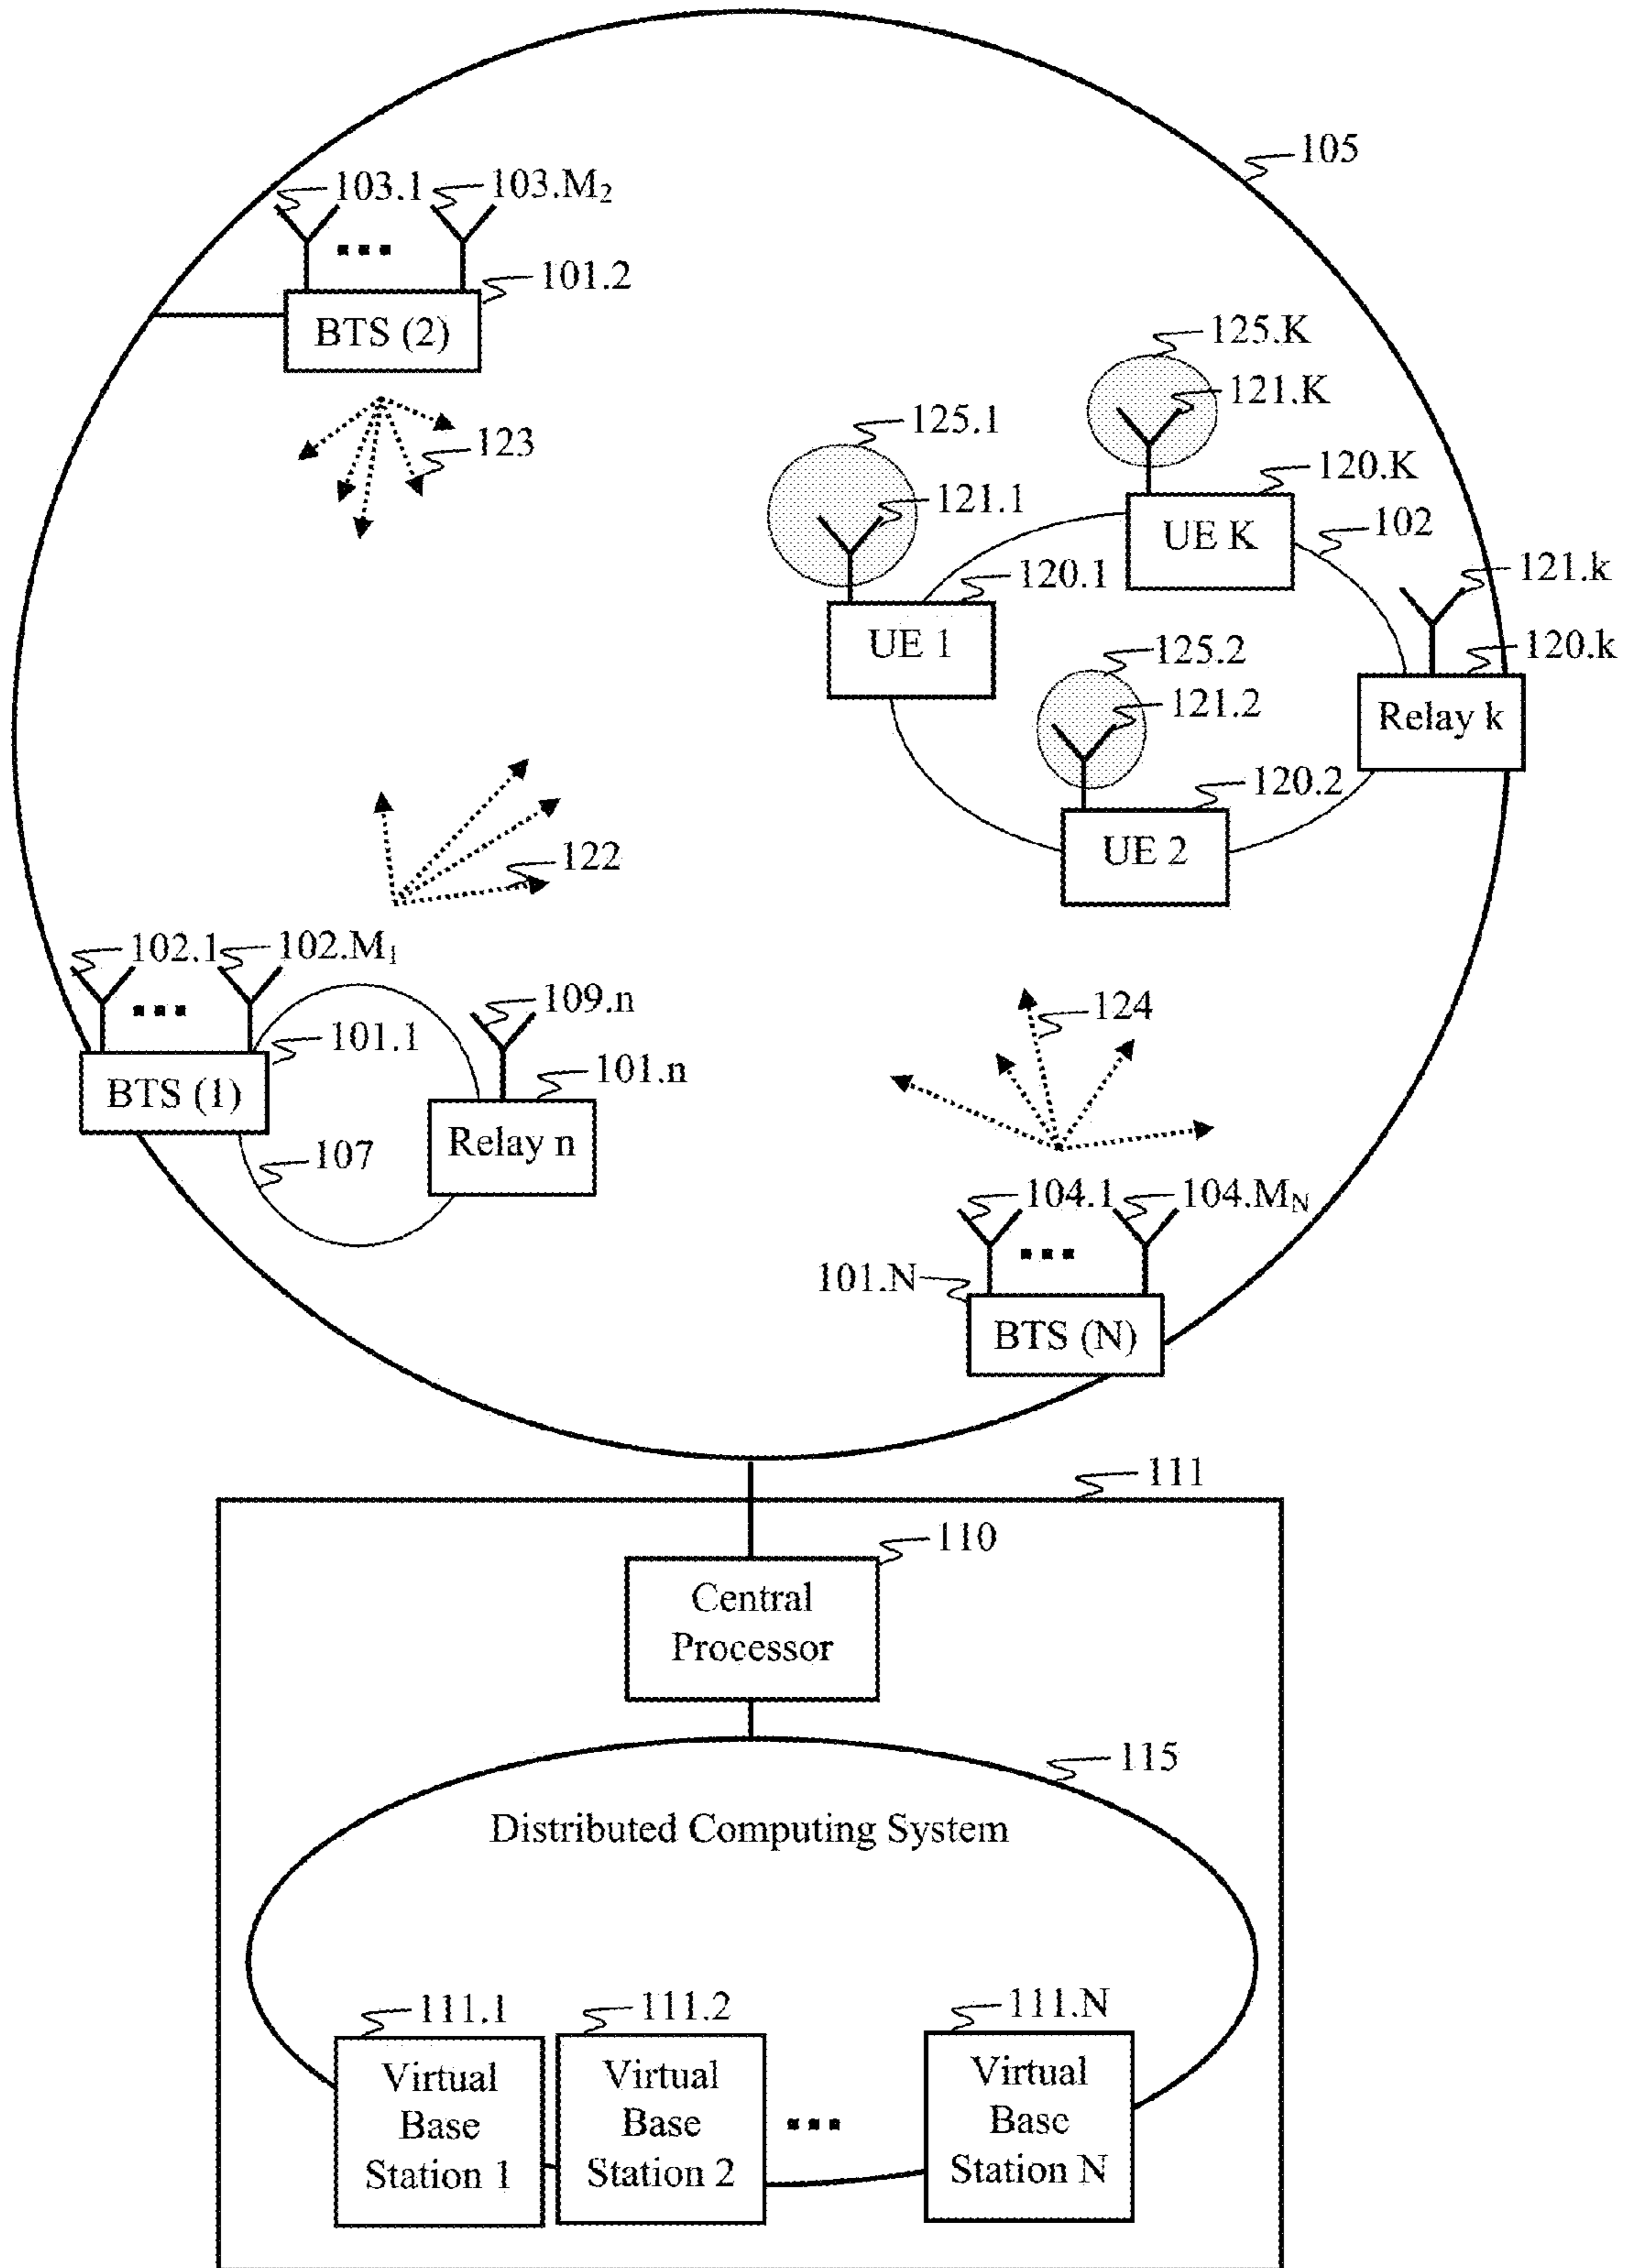 105
103.1
103.M2
101.2
BTS (2)
123
125.K
121.K
125.1
121.1
120.K
UE K
102
120.1
UE 1
121.k
120.k
Relay k
125.2
121.2
120.2
UE 2
122
102.1
102.M1
101.1
BTS (1)
109.n
101.n
Relay n
107
124
104.1
104.MN
101.N
BTS (N)
111
110
Central
Processor
115
Distributed Computing System
111.1
Virtual
Base
Station 1
111.2
Virtual
Base
Station 2
...
111.N
Virtual
Base
Station N